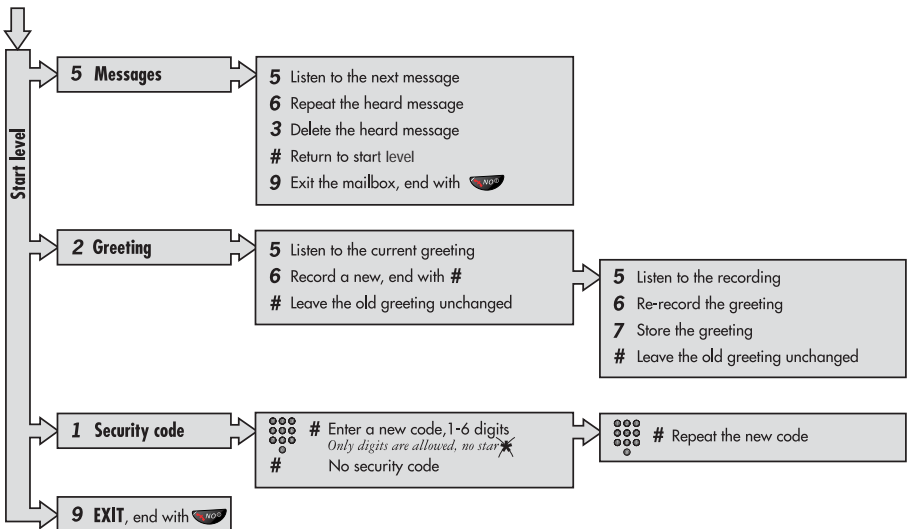 Start level
5 Messages
5 Listen to the next message
6 Repeat the heard message
3 Delete the heard message
# Return to start level
9 Exit the mailbox, end with NO
2 Greeting
5 Listen to the current greeting
6 Record a new, end with #
# Leave the old greeting unchanged
5 Listen to the recording
6 Re-record the greeting
7 Store the greeting
# Leave the old greeting unchanged
1 Security code
# Enter a new code,1-6 digits
Only digits are allowed, no star *
# No security code
# Repeat the new code
9 EXIT, end with NO